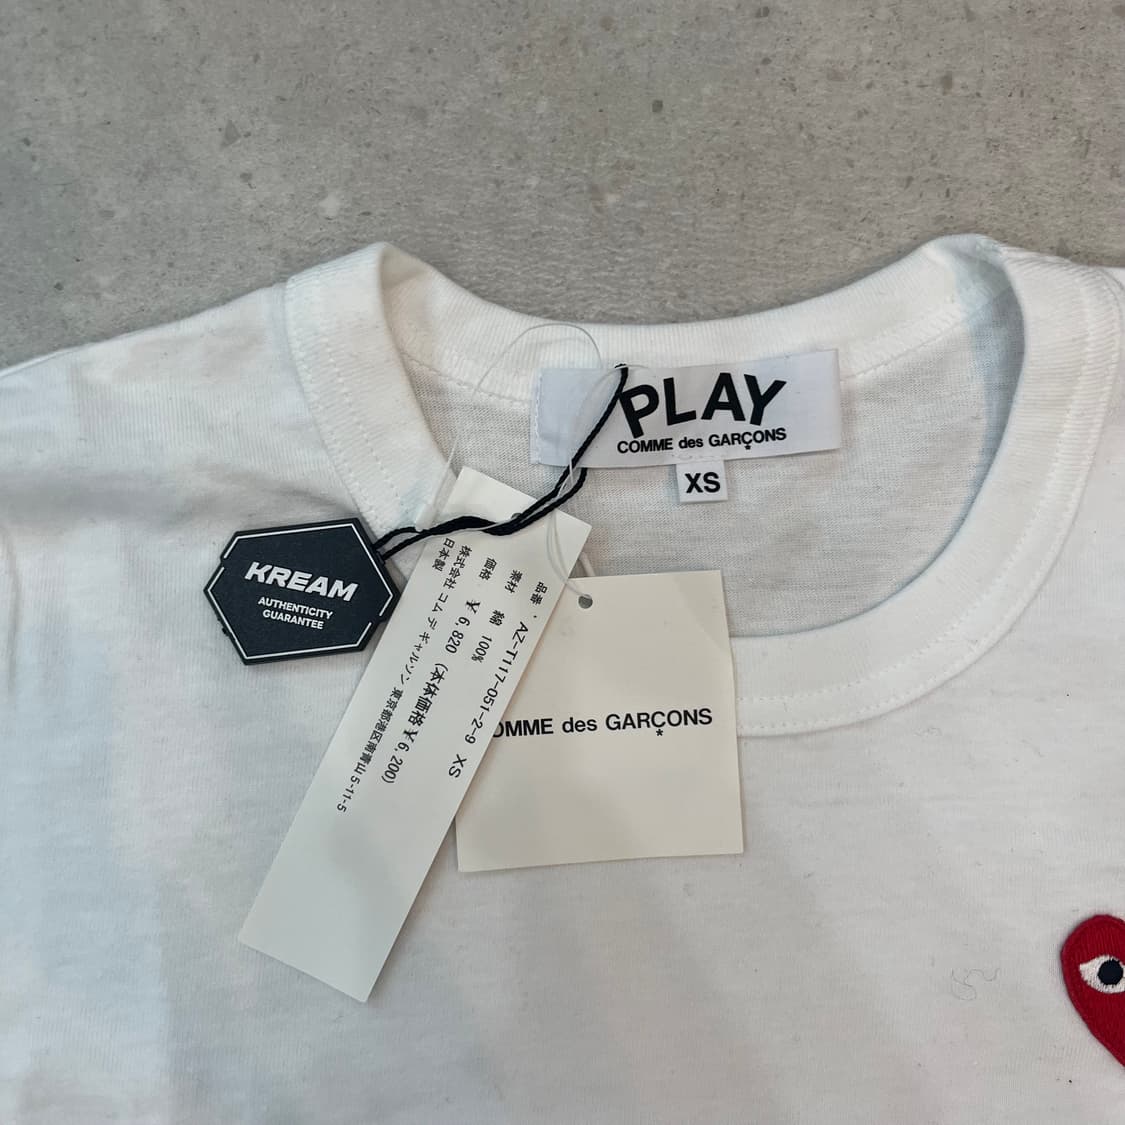 PLAY
COMME des GARÇONS
XS
KREAM
AUTHENTICITY
GUARANTEE
品番 AZ-T117-051-2-9 XS
素材 綿 100%
価格 ¥6,820 (本体価格¥6,200)
株式会社 コムデギャルソン 東京都港区南青山5-11-5
日本製
OMME des GARÇONS
*